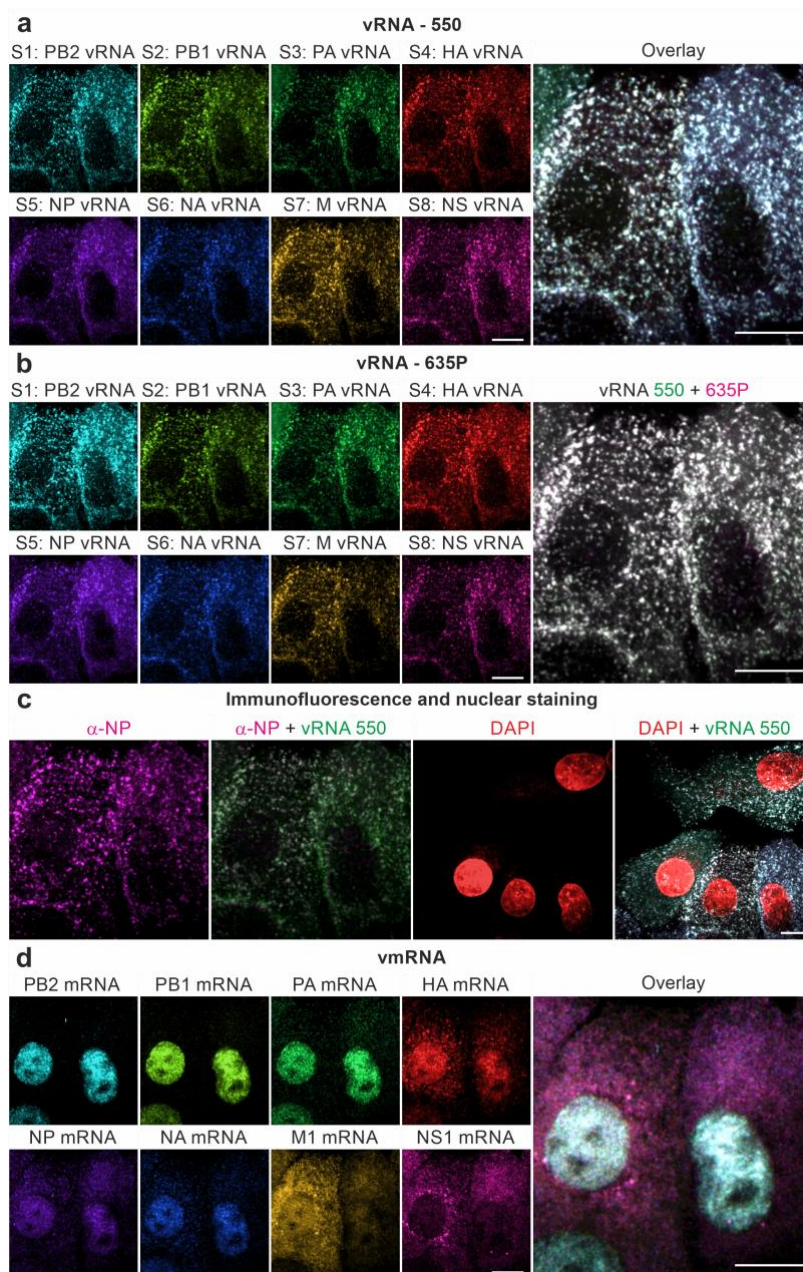 a
vRNA - 550
S1: PB2 vRNA S2: PB1 vRNA S3: PA vRNA S4: HA vRNA Overlay
S5: NP vRNA S6: NA vRNA S7: M vRNA S8: NS vRNA
b
vRNA - 635P
S1: PB2 vRNA S2: PB1 vRNA S3: PA vRNA S4: HA vRNA vRNA 550 + 635P
S5: NP vRNA S6: NA vRNA S7: M vRNA S8: NS vRNA
c
Immunofluorescence and nuclear staining
α-NP α-NP + vRNA 550 DAPI DAPI + vRNA 550
d
vmRNA
PB2 mRNA PB1 mRNA PA mRNA HA mRNA Overlay
NP mRNA NA mRNA M1 mRNA NS1 mRNA